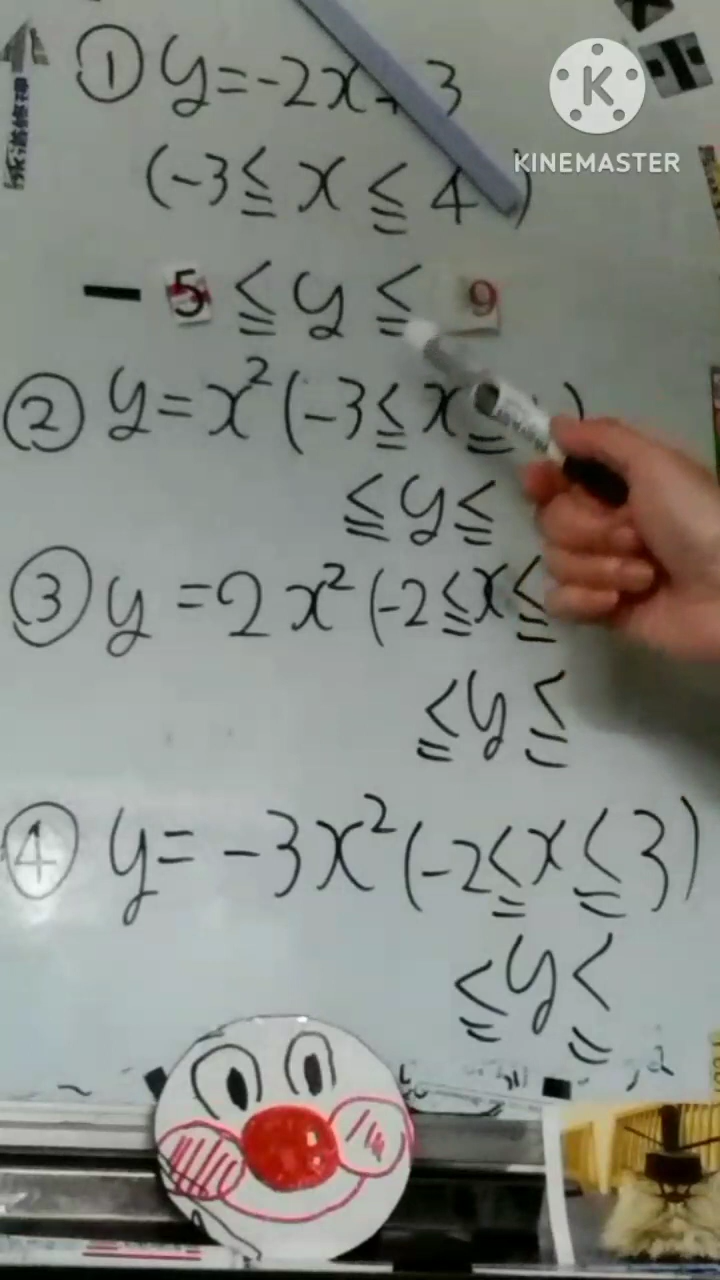 ① y=-2x+3
KINEMASTER
(-3≦x≦4)
-5≦y≦9
② y=x²(-3≦x≦ )
≦y≦
③ y=2x²(-2≦x≦
≦y≦
④ y=-3x²(-2≦x≦3)
≦y≦